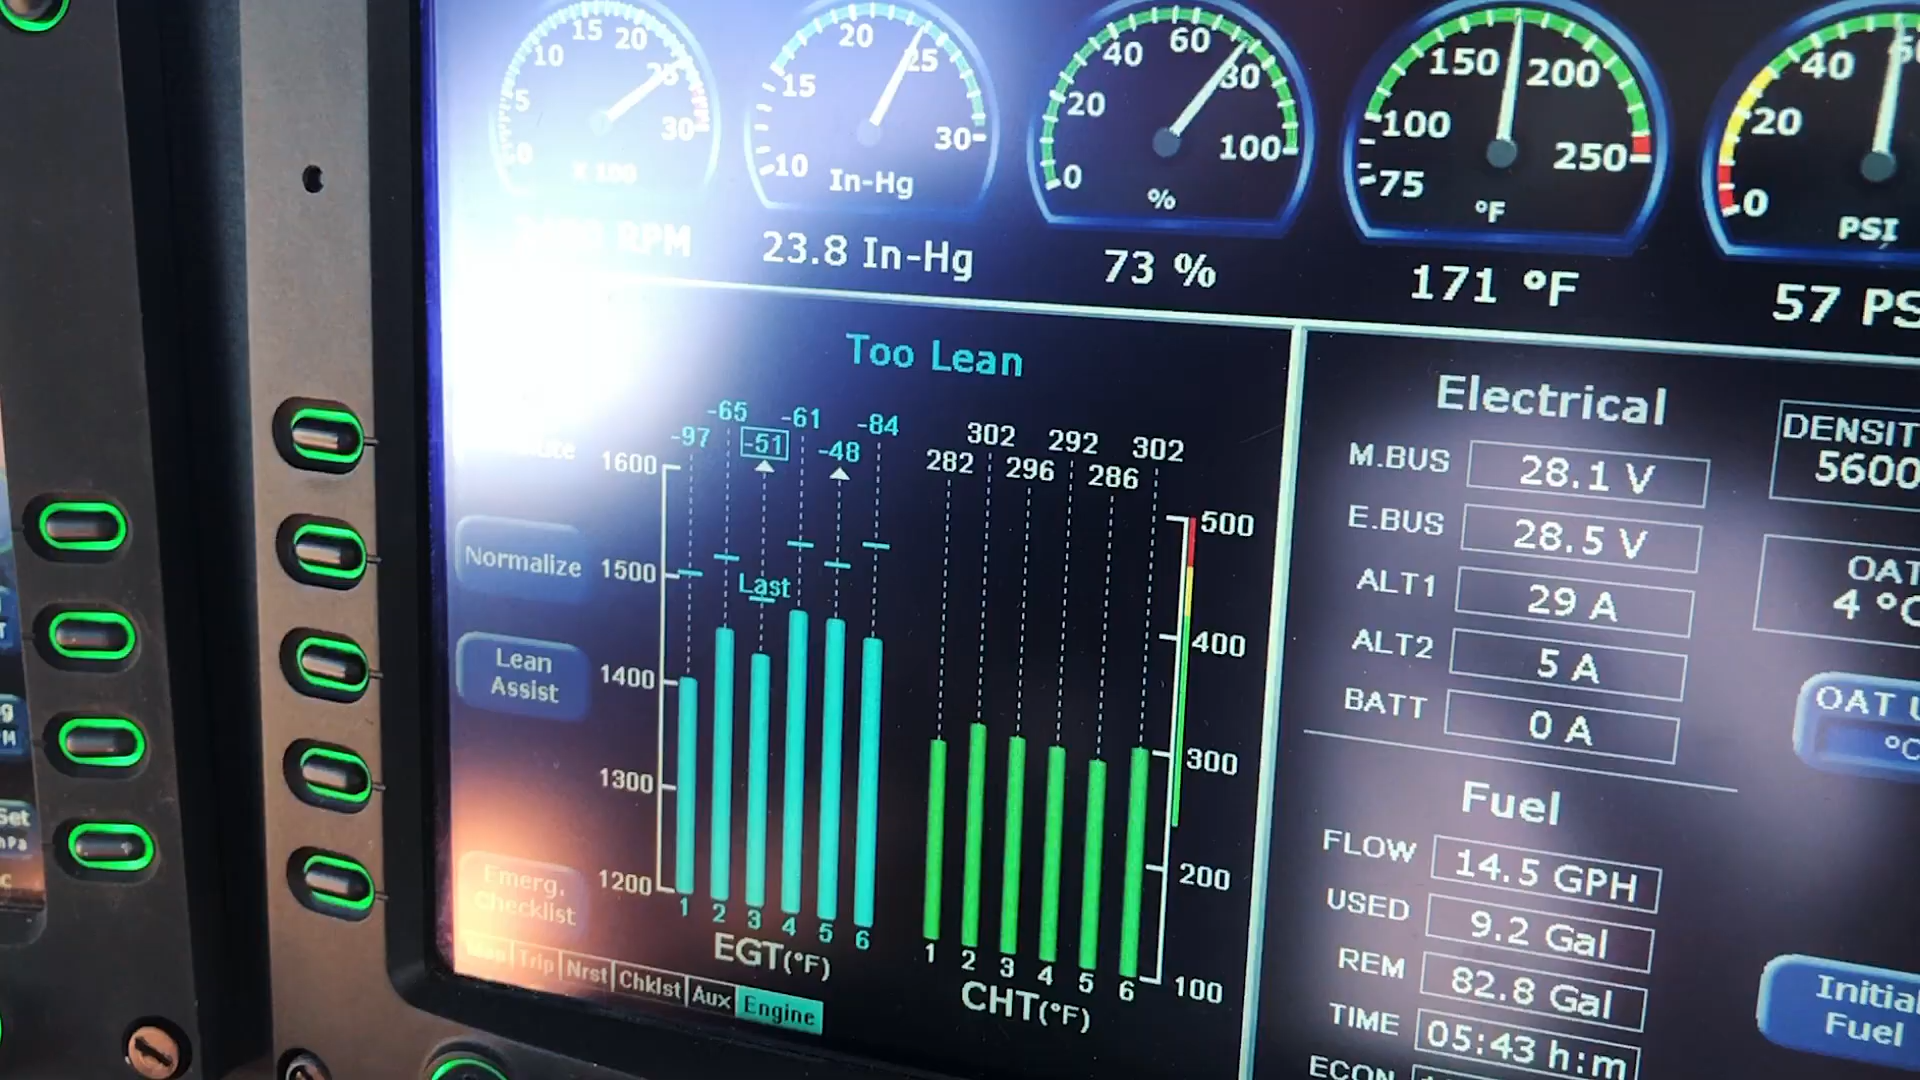 15 20
10 25
5 30
0
x 100
RPM
20 25
15 30
10
In-Hg
23.8 In-Hg
40 60
20 80
0 100
%
73 %
150 200
100 250
75
°F
171 °F
40
20
0
PSI
57 PS
Too Lean
-97 -65 -51 -61 -48 -84
282 302 296 292 286 302
1600
1500
1400
1300
1200
Last
1 2 3 4 5 6
EGT(°F)
500
400
300
200
100
1 2 3 4 5 6
CHT(°F)
Normalize
Lean
Assist
Emerg.
Checklist
Trip Nrst Chklst Aux Engine
Electrical
M.BUS 28.1 V
E.BUS 28.5 V
ALT1 29 A
ALT2 5 A
BATT 0 A
Fuel
FLOW 14.5 GPH
USED 9.2 Gal
REM 82.8 Gal
TIME 05:43 h:m
ECON
DENSIT
5600
OAT
4 °C
OAT U
°C
Initia
Fuel
Set